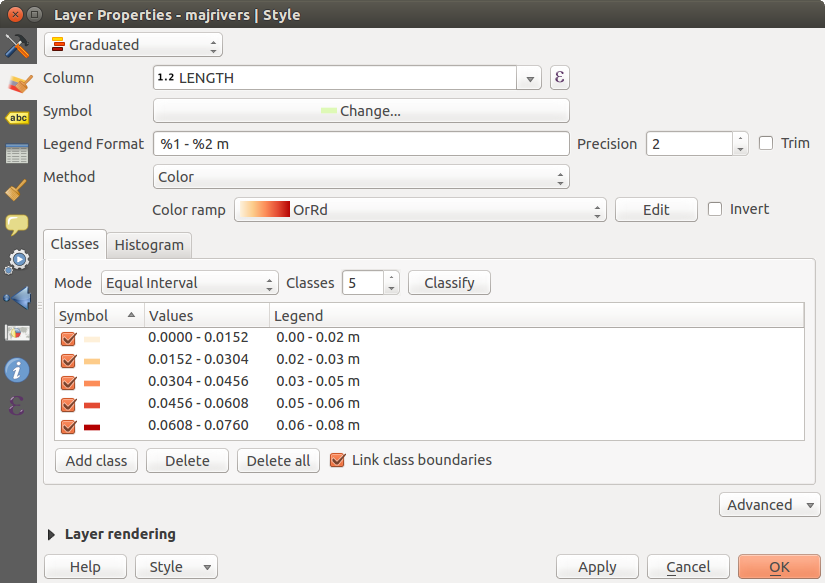 Layer Properties - majrivers | Style
Graduated
Column 1.2 LENGTH ε
Symbol Change...
Legend Format %1 - %2 m Precision 2 Trim
Method Color
Color ramp OrRd Edit Invert
Classes Histogram
Mode Equal Interval Classes 5 Classify
Symbol Values Legend
0.0000 - 0.0152 0.00 - 0.02 m
0.0152 - 0.0304 0.02 - 0.03 m
0.0304 - 0.0456 0.03 - 0.05 m
0.0456 - 0.0608 0.05 - 0.06 m
0.0608 - 0.0760 0.06 - 0.08 m
Add class Delete Delete all Link class boundaries
Advanced
Layer rendering
Help Style Apply Cancel OK
abc
i
ε